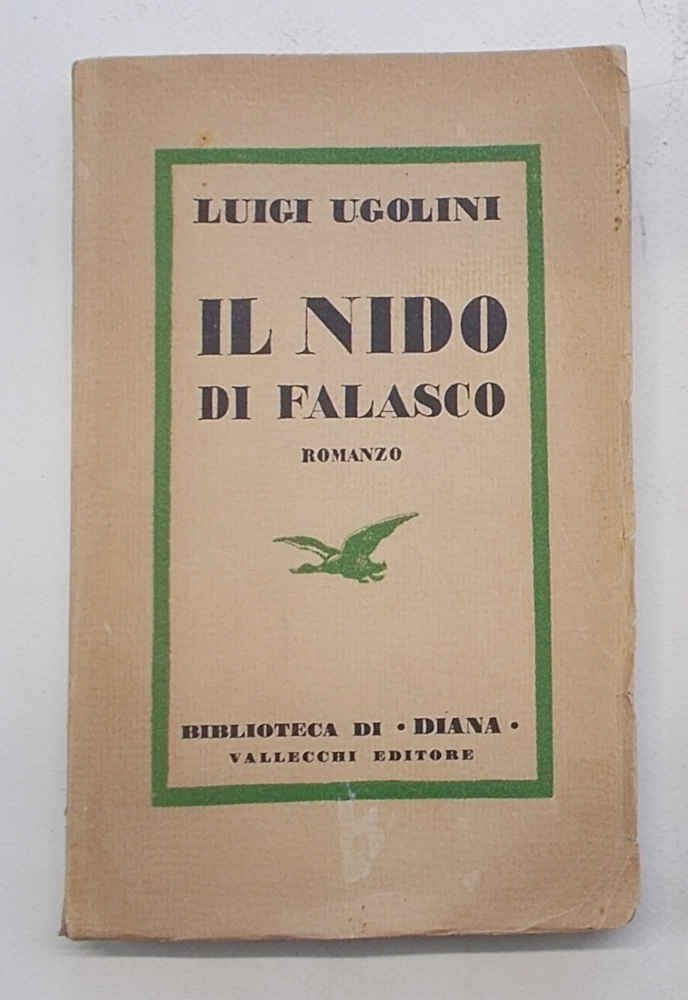 LUIGI UGOLINI
IL NIDO
DI FALASCO
ROMANZO
BIBLIOTECA DI • DIANA •
VALLECCHI EDITORE